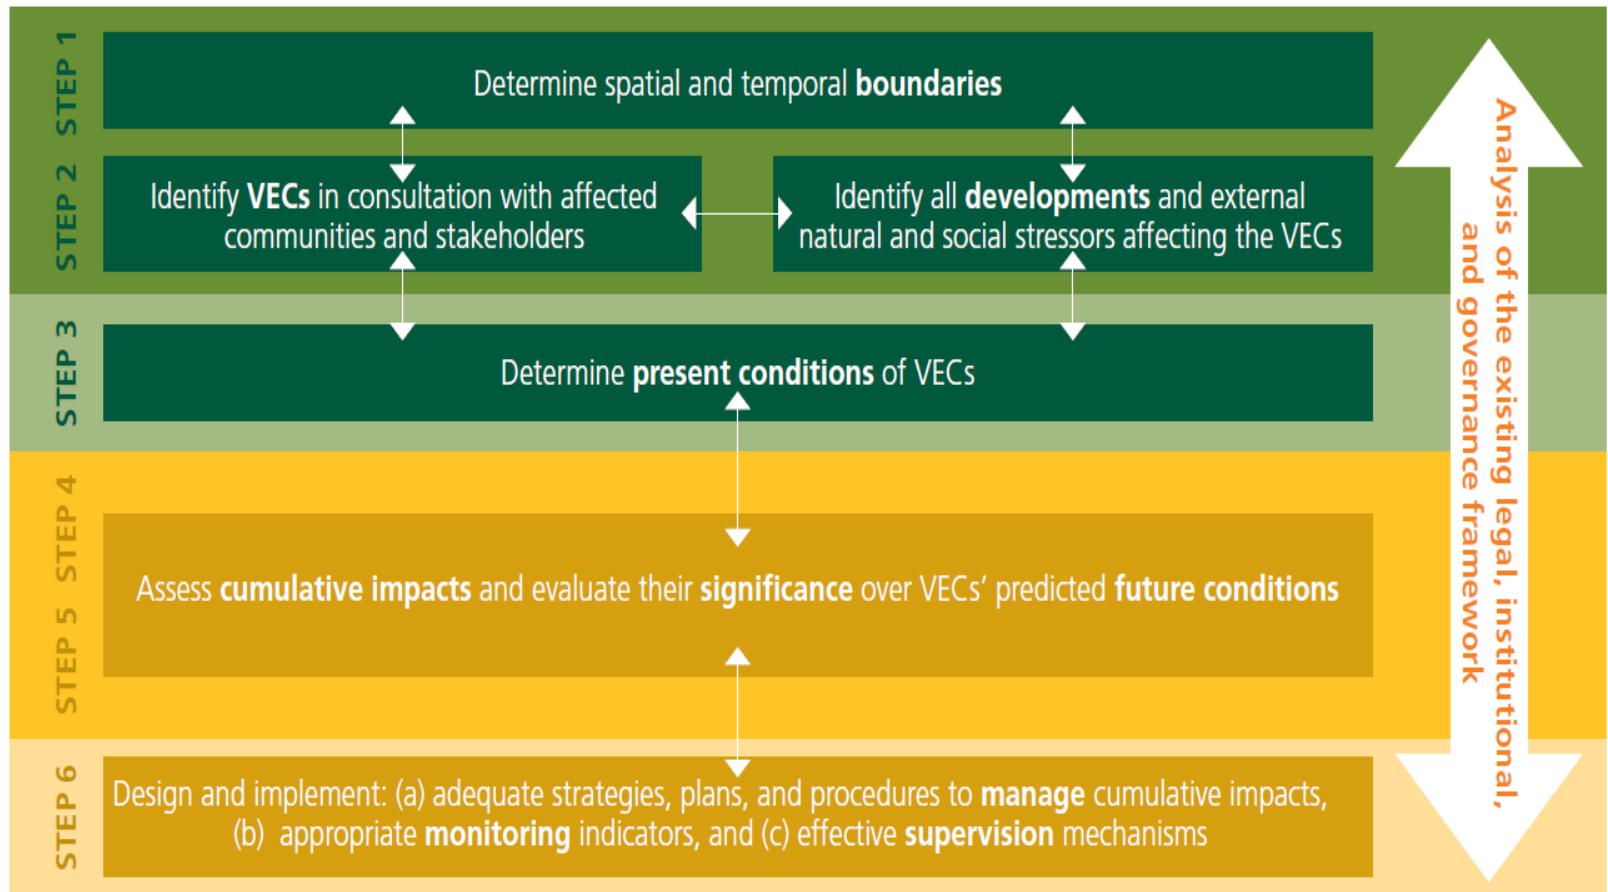 STEP 1
Determine spatial and temporal boundaries
STEP 2
Identify VECs in consultation with affected
communities and stakeholders
Identify all developments and external
natural and social stressors affecting the VECs
STEP 3
Determine present conditions of VECs
STEP 4
STEP 5
Assess cumulative impacts and evaluate their significance over VECs’ predicted future conditions
STEP 6
Design and implement: (a) adequate strategies, plans, and procedures to manage cumulative impacts,
(b) appropriate monitoring indicators, and (c) effective supervision mechanisms
Analysis of the existing legal, institutional,
and governance framework